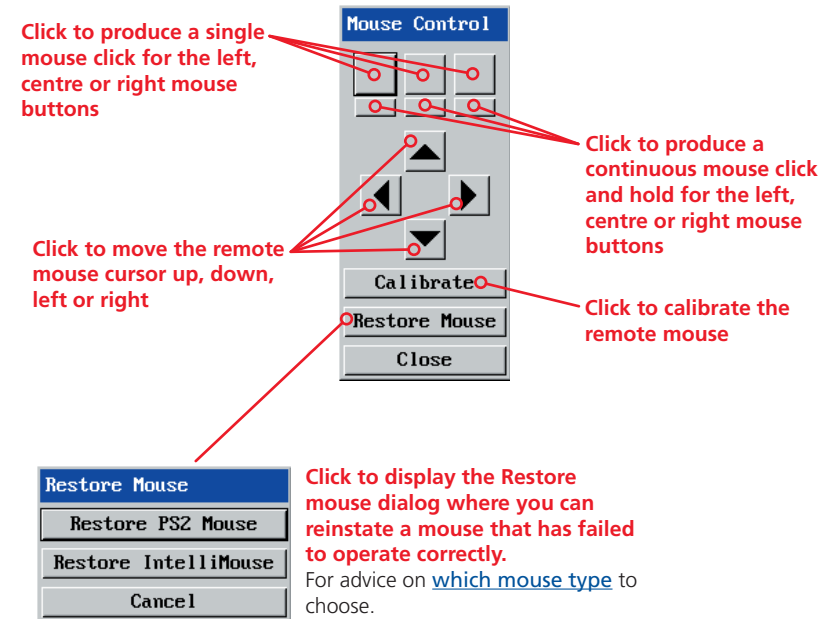 Mouse Control
Click to produce a single
mouse click for the left,
centre or right mouse
buttons
Click to produce a
continuous mouse click
and hold for the left,
centre or right mouse
buttons
Click to move the remote
mouse cursor up, down,
left or right
Calibrate
Click to calibrate the
remote mouse
Restore Mouse
Close
Restore Mouse
Restore PS2 Mouse
Restore IntelliMouse
Cancel
Click to display the Restore
mouse dialog where you can
reinstate a mouse that has failed
to operate correctly.
For advice on which mouse type to
choose.